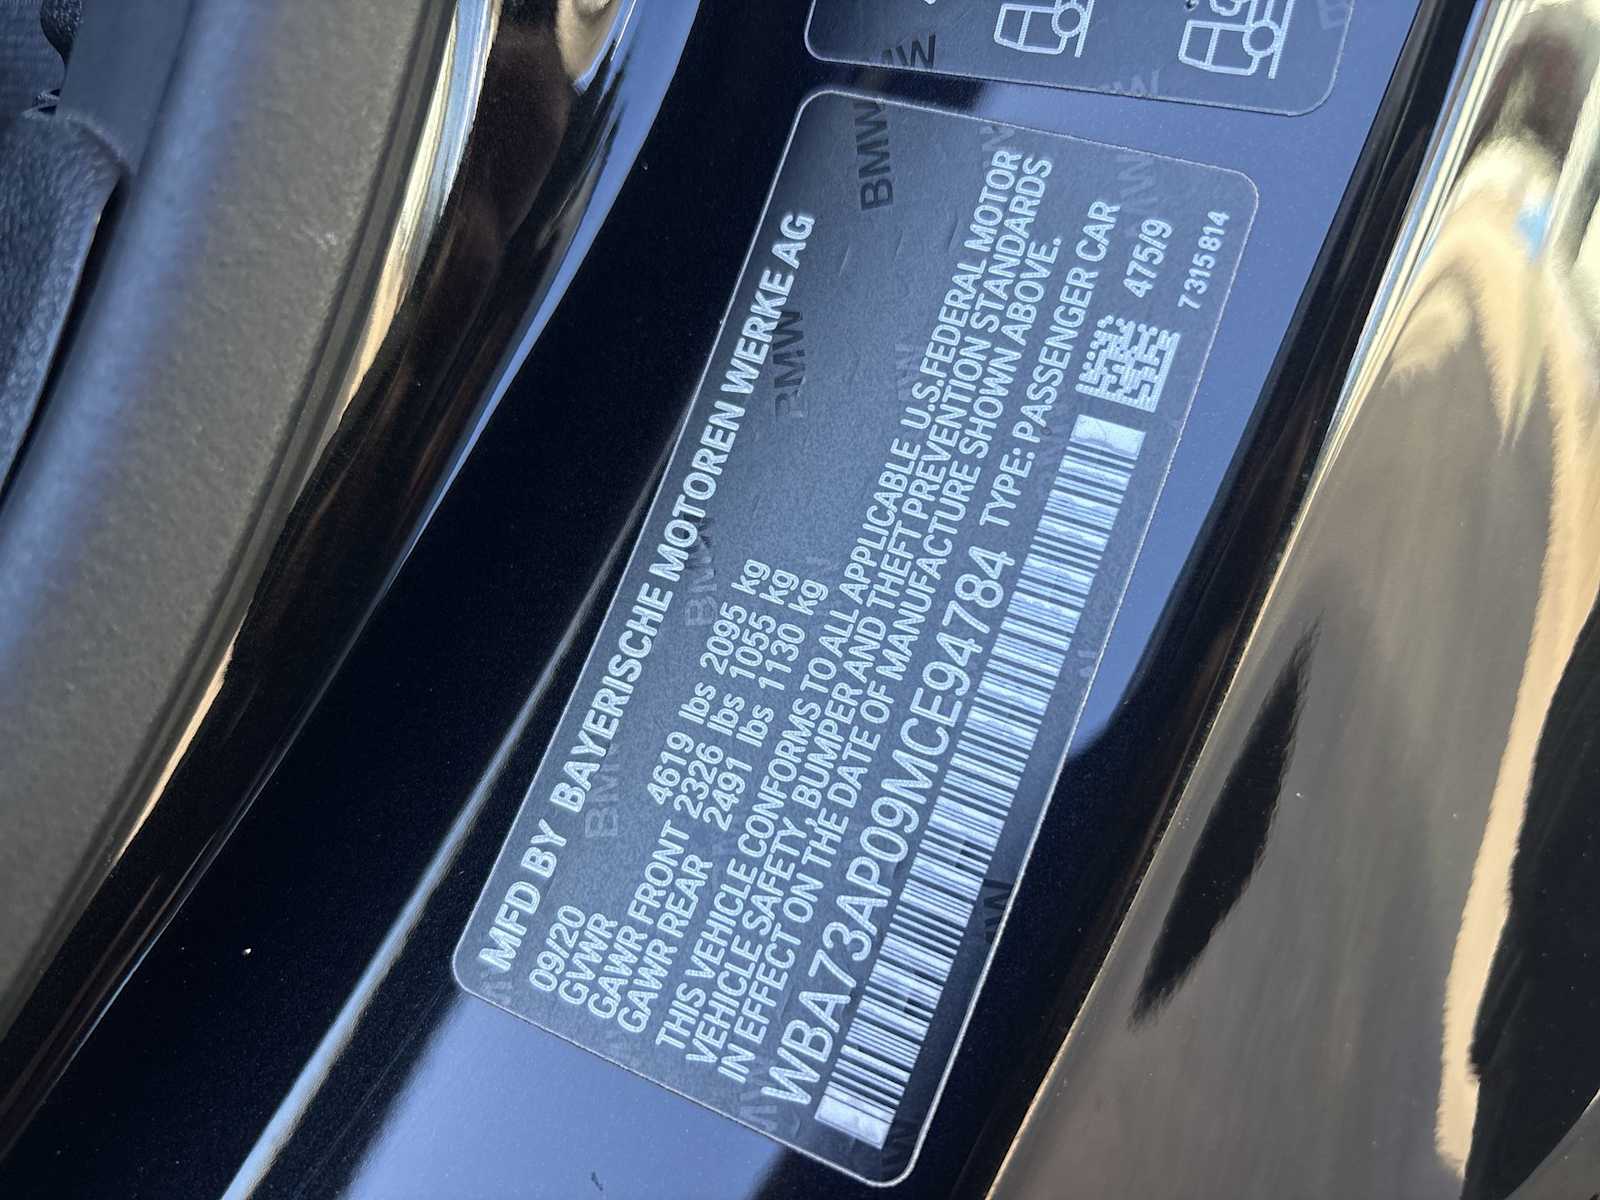 MFD BY BAYERISCHE MOTOREN WERKE AG
09/20
GVWR 4619 lbs 2095 kg
GAWR FRONT 2326 lbs 1055 kg
GAWR REAR 2491 lbs 1130 kg
THIS VEHICLE CONFORMS TO ALL APPLICABLE U.S.FEDERAL MOTOR
VEHICLE SAFETY, BUMPER AND THEFT PREVENTION STANDARDS
IN EFFECT ON THE DATE OF MANUFACTURE SHOWN ABOVE.
WBA73AP09MCE94784 TYPE: PASSENGER CAR
475/9
7315814